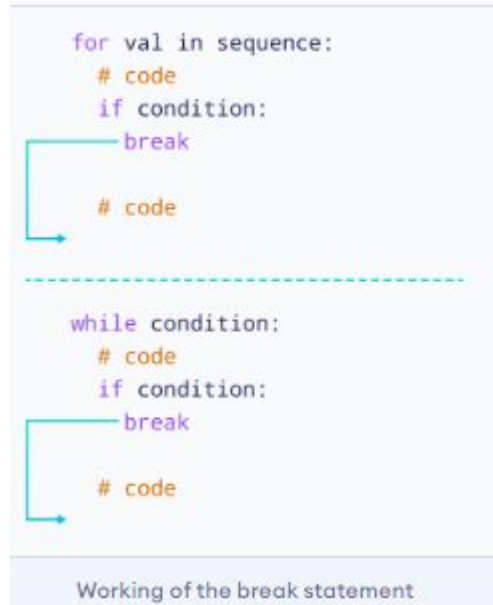 for val in sequence:
# code
if condition:
break
# code
while condition:
# code
if condition:
break
# code
Working of the break statement